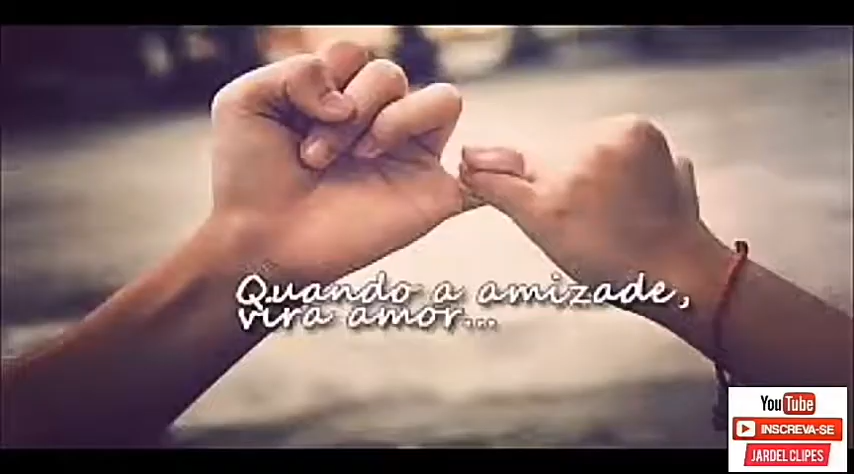 Quando a amizade,
vira amor...
YouTube
INSCREVA-SE
JARDEL CLIPES